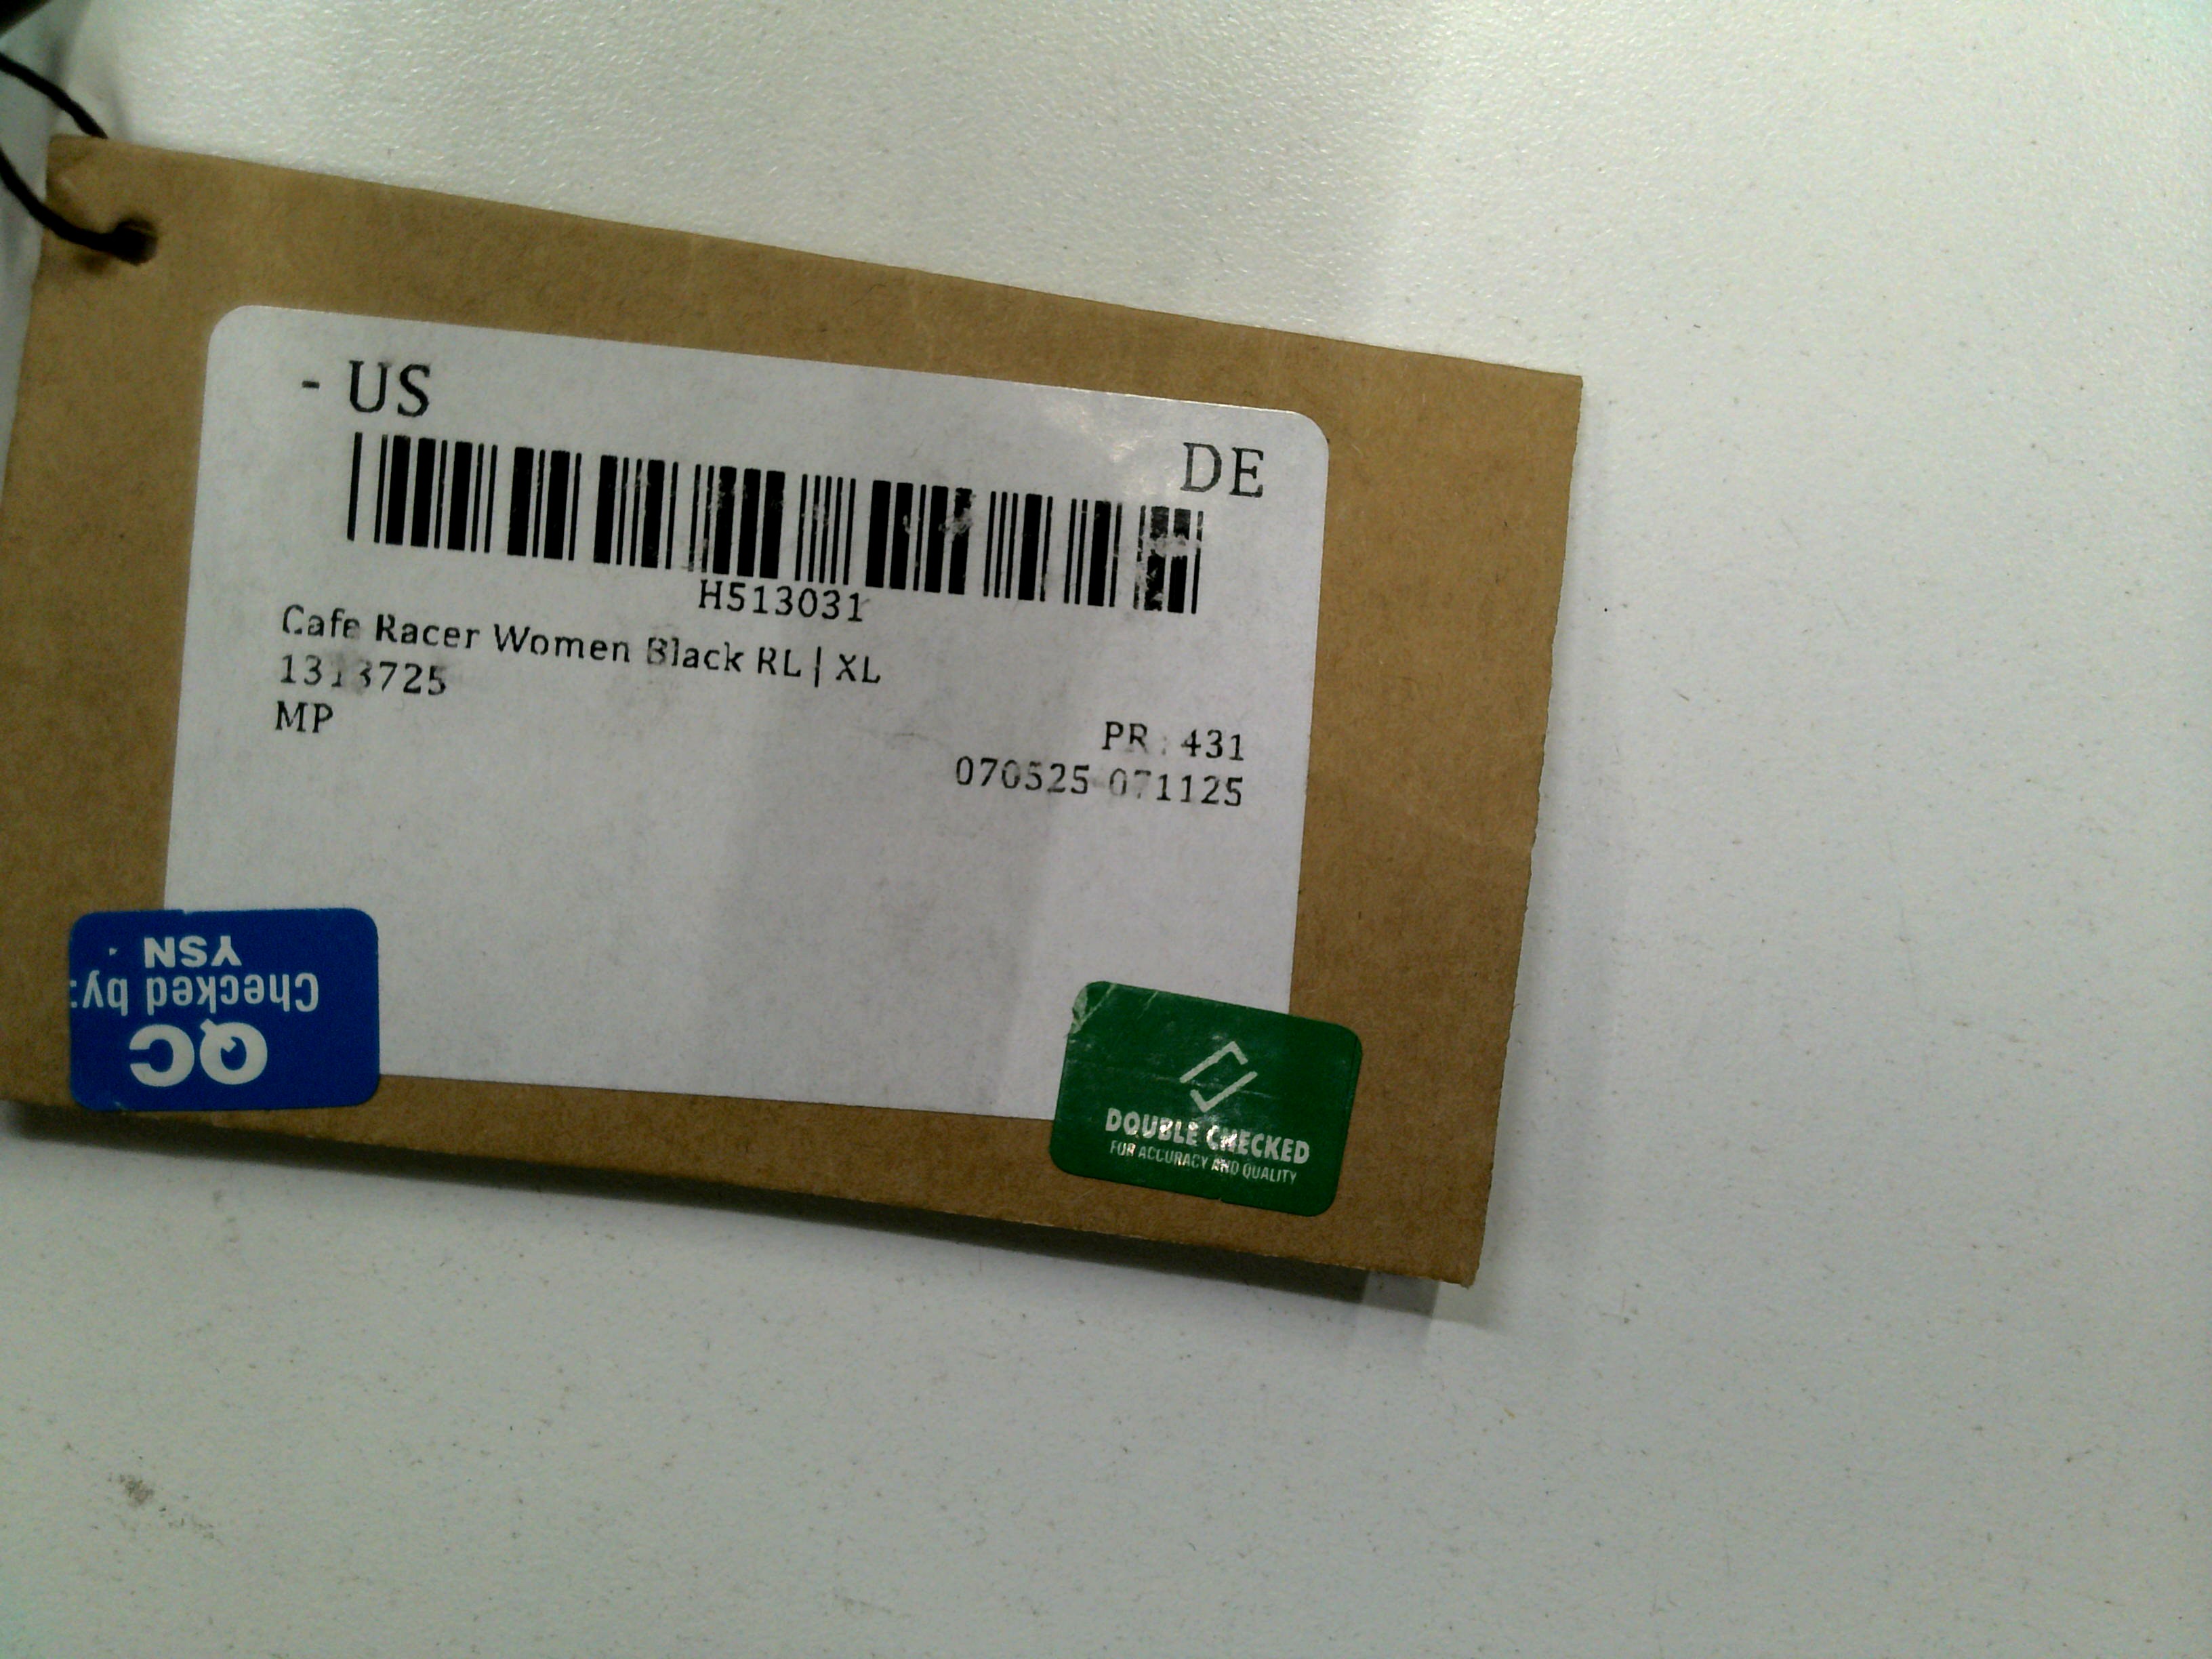 - US
DE
H513031
Cafe Racer Women Black RL | XL
MP
PR : 431
070525-071125
YSN
Checked by:
QC
DOUBLE CHECKED
FOR ACCURACY AND QUALITY